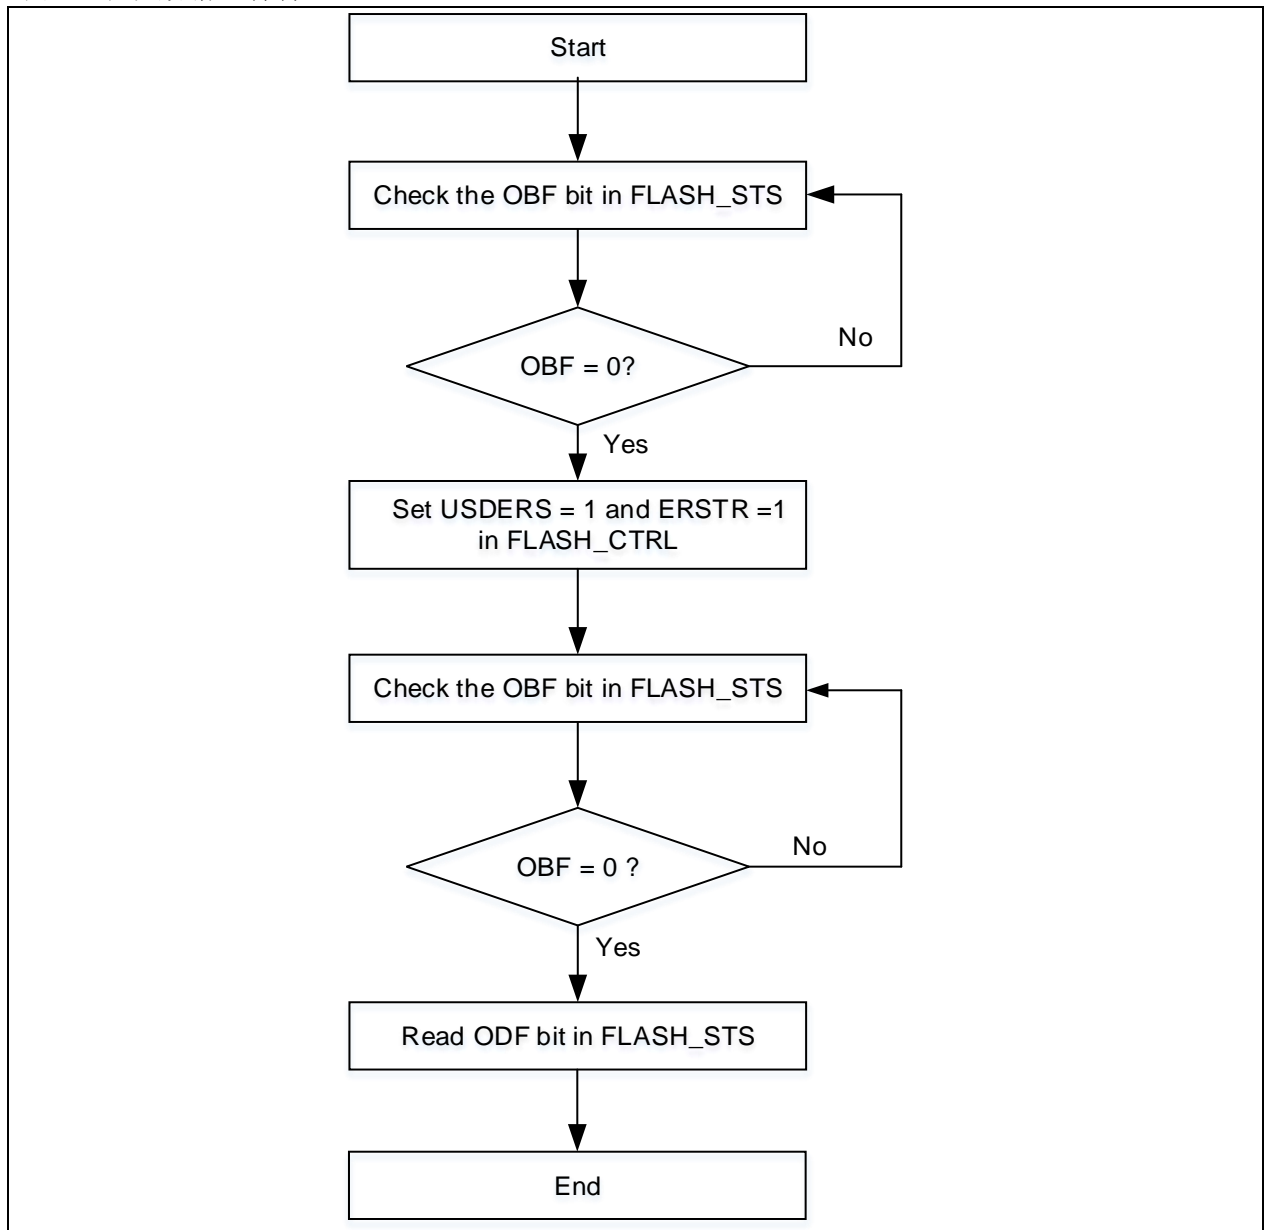 Start
Check the OBF bit in FLASH_STS
OBF = 0?
No
Yes
Set USDERS = 1 and ERSTR =1
in FLASH_CTRL
Check the OBF bit in FLASH_STS
OBF = 0 ?
No
Yes
Read ODF bit in FLASH_STS
End